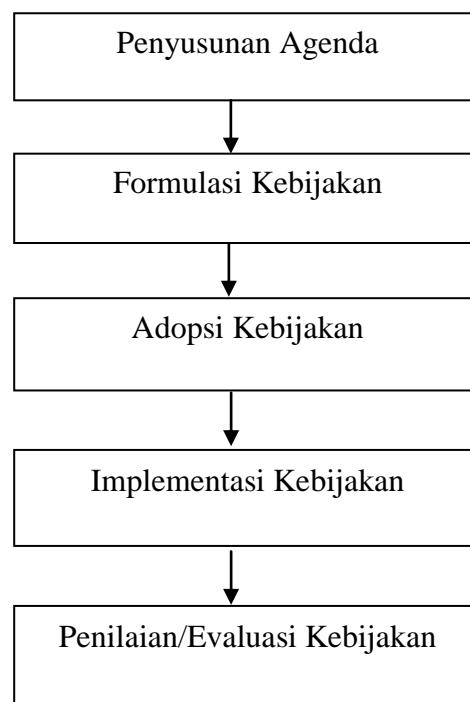 Penyusunan Agenda
Formulasi Kebijakan
Adopsi Kebijakan
Implementasi Kebijakan
Penilaian/Evaluasi Kebijakan